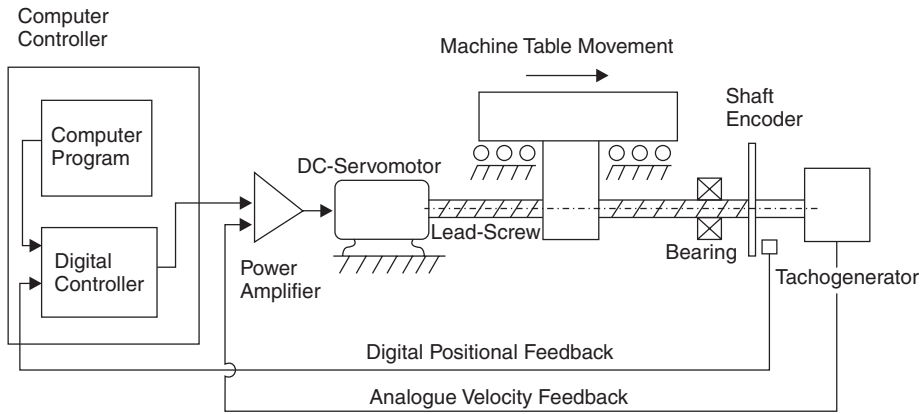 Computer
Controller
Machine Table Movement
Shaft
Encoder
Computer
Program
DC-Servomotor
Lead-Screw
Bearing
Digital
Controller
Power
Amplifier
Tachogenerator
Digital Positional Feedback
Analogue Velocity Feedback